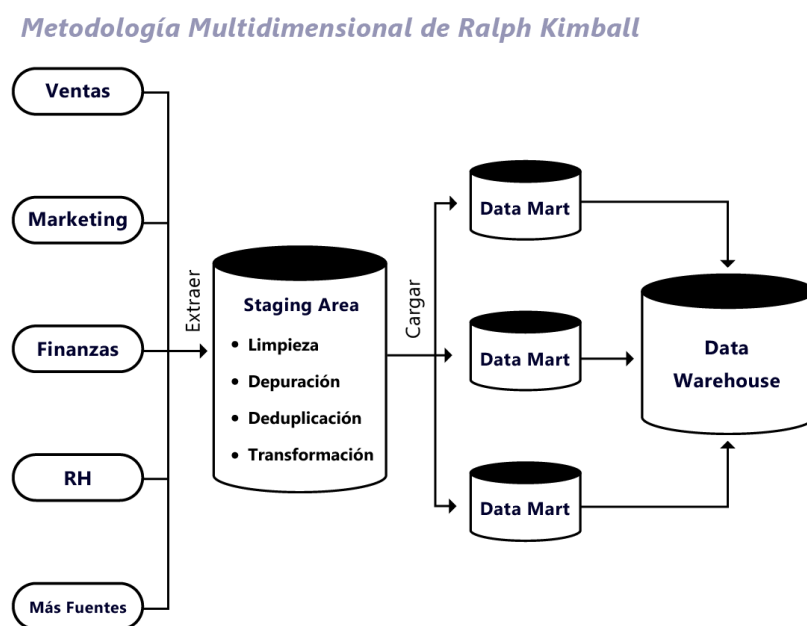 Metodología Multidimensional de Ralph Kimball
Ventas
Marketing
Finanzas
RH
Más Fuentes
Extraer
Staging Area
• Limpieza
• Depuración
• Deduplicación
• Transformación
Cargar
Data Mart
Data Mart
Data Mart
Data
Warehouse